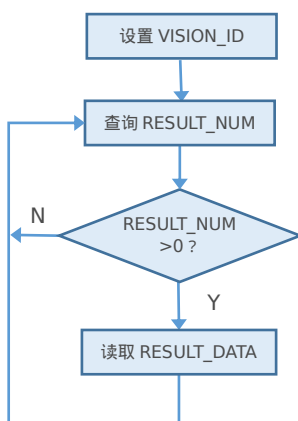 设置 VISION_ID
查询 RESULT_NUM
RESULT_NUM
>0 ?
N
Y
读取 RESULT_DATA